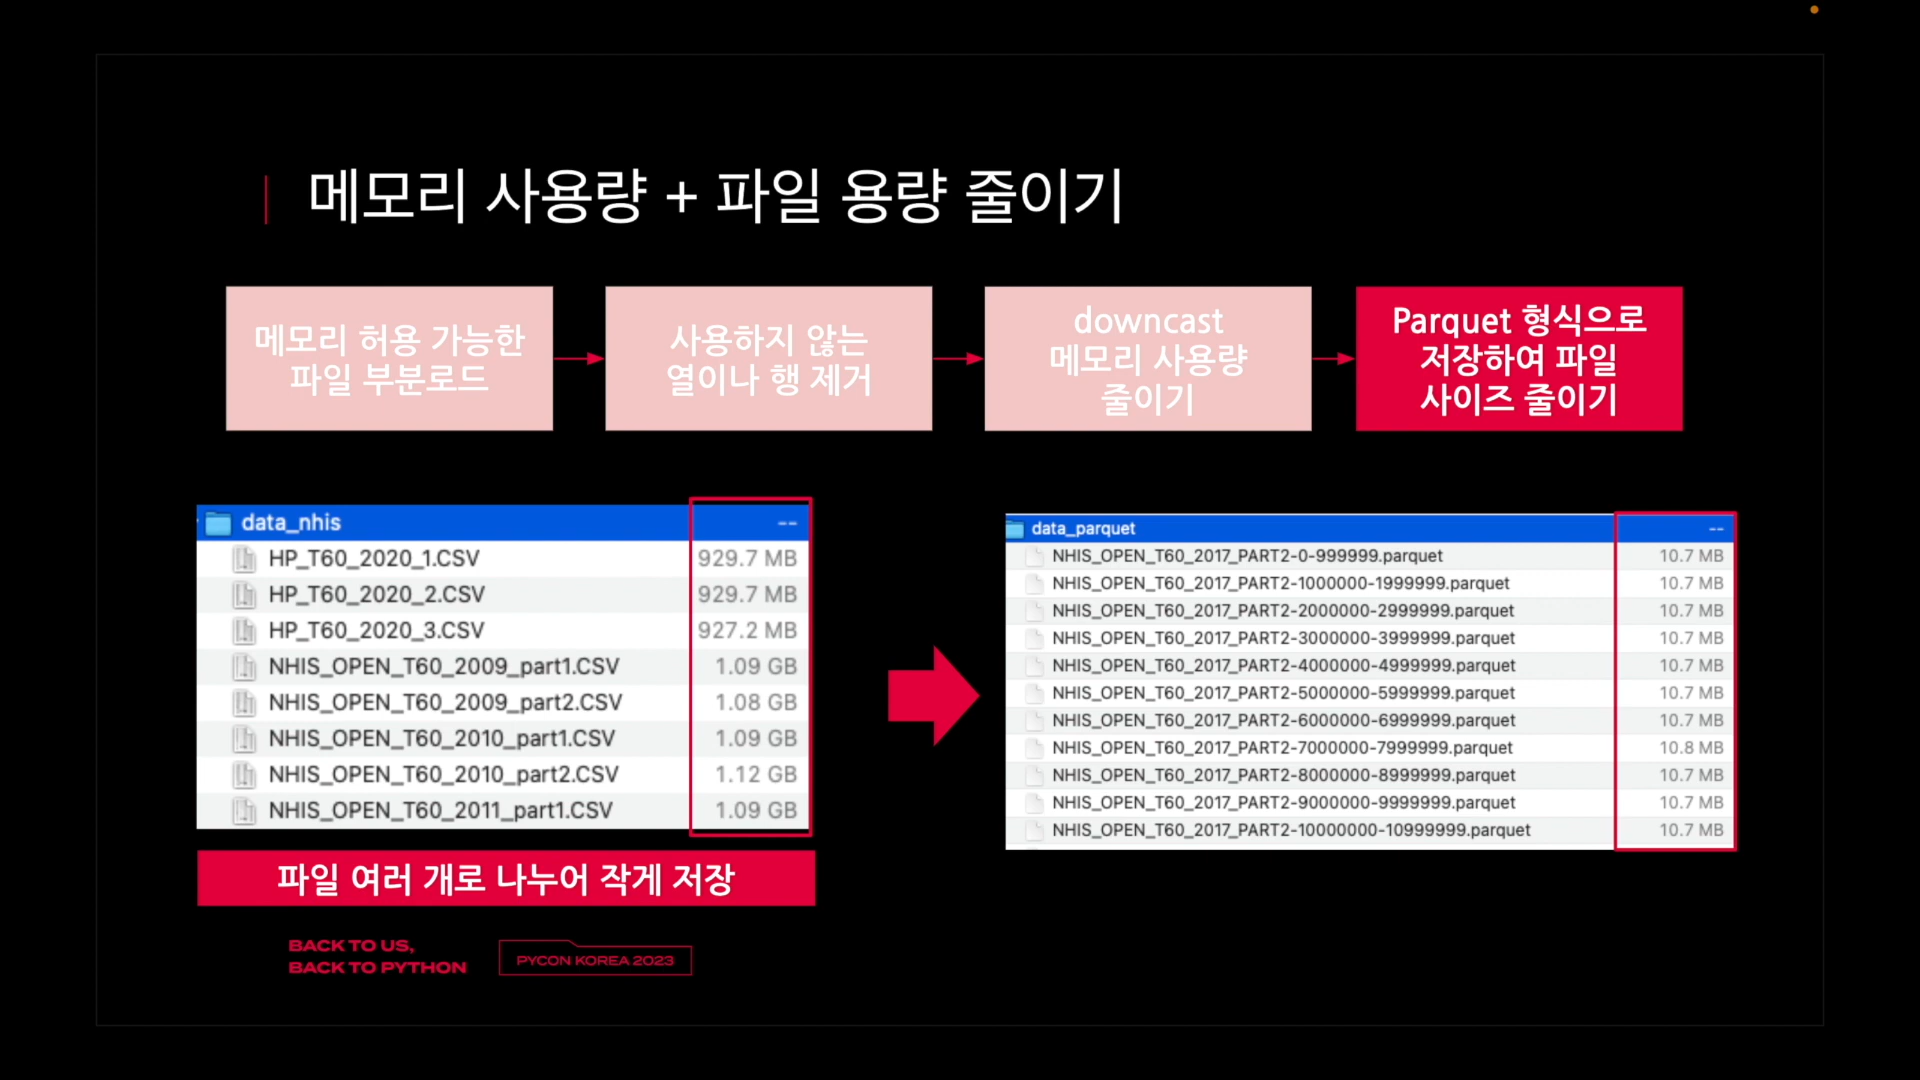 메모리 사용량 + 파일 용량 줄이기
메모리 허용 가능한
파일 부분로드
사용하지 않는
열이나 행 제거
downcast
메모리 사용량
줄이기
Parquet 형식으로
저장하여 파일
사이즈 줄이기
data_nhis --
HP_T60_2020_1.CSV 929.7 MB
HP_T60_2020_2.CSV 929.7 MB
HP_T60_2020_3.CSV 927.2 MB
NHIS_OPEN_T60_2009_part1.CSV 1.09 GB
NHIS_OPEN_T60_2009_part2.CSV 1.08 GB
NHIS_OPEN_T60_2010_part1.CSV 1.09 GB
NHIS_OPEN_T60_2010_part2.CSV 1.12 GB
NHIS_OPEN_T60_2011_part1.CSV 1.09 GB
파일 여러 개로 나누어 작게 저장
data_parquet --
NHIS_OPEN_T60_2017_PART2-0-999999.parquet 10.7 MB
NHIS_OPEN_T60_2017_PART2-1000000-1999999.parquet 10.7 MB
NHIS_OPEN_T60_2017_PART2-2000000-2999999.parquet 10.7 MB
NHIS_OPEN_T60_2017_PART2-3000000-3999999.parquet 10.7 MB
NHIS_OPEN_T60_2017_PART2-4000000-4999999.parquet 10.7 MB
NHIS_OPEN_T60_2017_PART2-5000000-5999999.parquet 10.7 MB
NHIS_OPEN_T60_2017_PART2-6000000-6999999.parquet 10.7 MB
NHIS_OPEN_T60_2017_PART2-7000000-7999999.parquet 10.8 MB
NHIS_OPEN_T60_2017_PART2-8000000-8999999.parquet 10.7 MB
NHIS_OPEN_T60_2017_PART2-9000000-9999999.parquet 10.7 MB
NHIS_OPEN_T60_2017_PART2-10000000-10999999.parquet 10.7 MB
BACK TO US,
BACK TO PYTHON
PYCON KOREA 2023